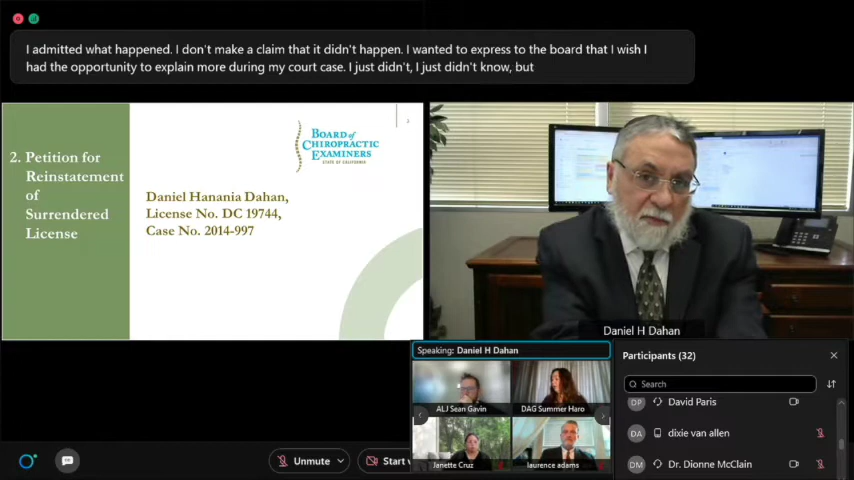 I admitted what happened. I don't make a claim that it didn't happen. I wanted to express to the board that I wish I
had the opportunity to explain more during my court case. I just didn't, I just didn't know, but
2
BOARD of
CHIROPRACTIC
EXAMINERS
STATE OF CALIFORNIA
2. Petition for
Reinstatement
of
Surrendered
License
Daniel Hanania Dahan,
License No. DC 19744,
Case No. 2014-997
Daniel H Dahan
Speaking: Daniel H Dahan
ALJ Sean Gavin
DAG Summer Haro
Janette Cruz
laurence adams
Participants (32)
Search
DP
David Paris
DA
dixie van allen
DM
Dr. Dionne McClain
Unmute
Start